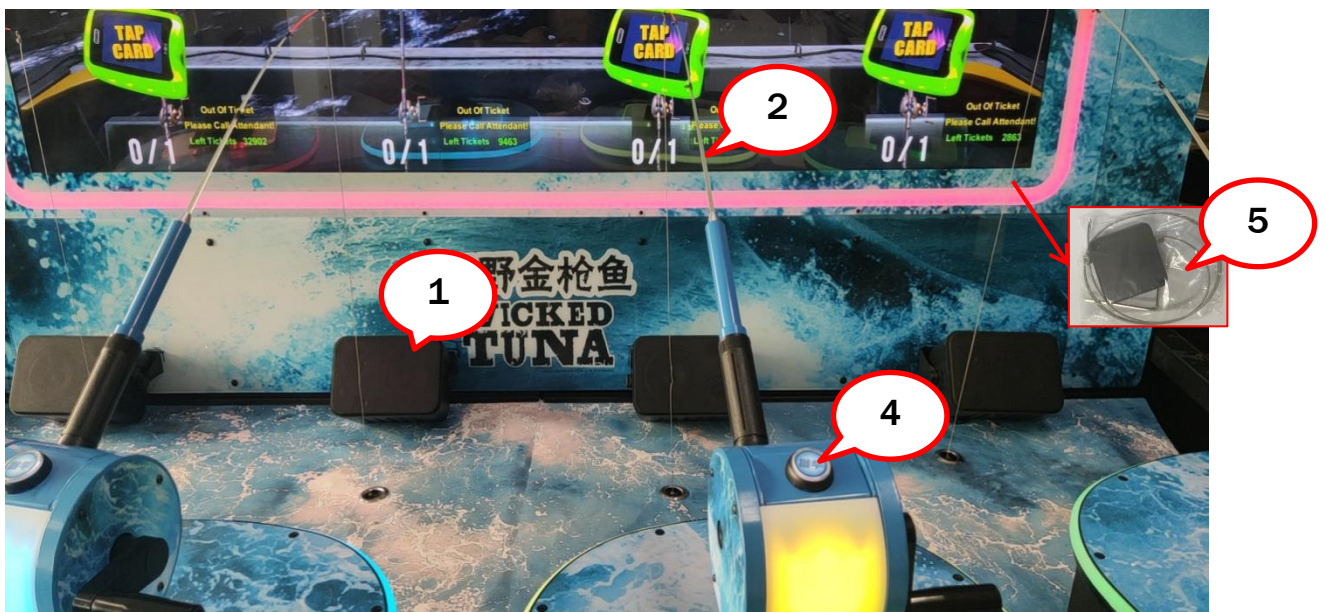 TAP
CARD
TAP
CARD
TAP
CARD
Out Of Ticket
Please Call Attendant!
Left Tickets 32902
0/1
Out Of Ticket
Please Call Attendant!
Left Tickets 9463
0/1
0/1
Out Of Ticket
Please Call Attendant!
Left Tickets 2863
0/1
2
5
1
野金枪鱼
WICKED
TUNA
4